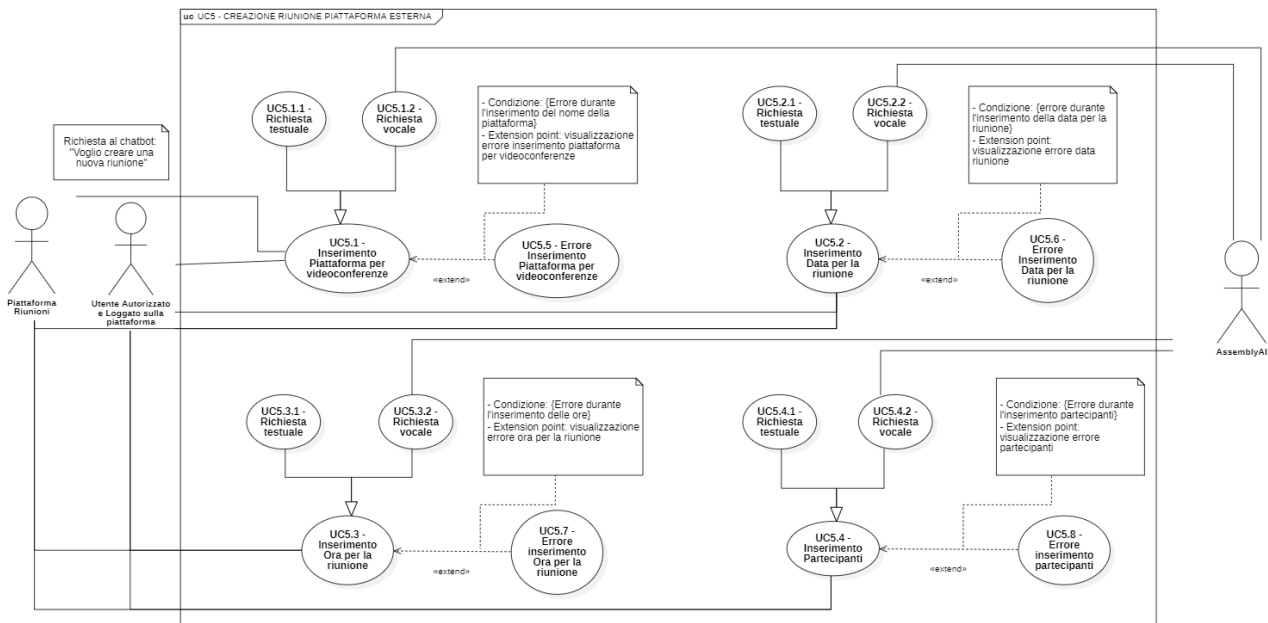 uc UC5 - CREAZIONE RIUNIONE PIATTAFORMA ESTERNA
Richiesta al chatbot:
"Voglio creare una
nuova riunione"
Piattaforma
Riunioni
Utente Autorizzato
e Loggato sulla
piattaforma
UC5.1.1 -
Richiesta
testuale
UC5.1.2 -
Richiesta
vocale
- Condizione: {Errore durante
l'inserimento del nome della
piattaforma}
- Extension point: visualizzazione
errore inserimento piattaforma
per videoconferenze
UC5.1 -
Inserimento
Piattaforma per
videoconferenze
«extend»
UC5.5 - Errore
Inserimento
Piattaforma per
videoconferenze
UC5.2.1 -
Richiesta
testuale
UC5.2.2 -
Richiesta
vocale
- Condizione: {errore durante
l'inserimento della data per la
riunione}
- Extension point:
visualizzazione errore data
riunione
UC5.2 -
Inserimento
Data per la
riunione
«extend»
UC5.6 -
Errore
Inserimento
Data per la
riunione
AssemblyAI
UC5.3.1 -
Richiesta
testuale
UC5.3.2 -
Richiesta
vocale
- Condizione: {Errore durante
l'inserimento delle ore}
- Extension point: visualizzazione
errore ora per la riunione
UC5.3 -
Inserimento
Ora per la
riunione
«extend»
UC5.7 -
Errore
inserimento
Ora per la
riunione
UC5.4.1 -
Richiesta
testuale
UC5.4.2 -
Richiesta
vocale
- Condizione: {Errore durante
l'inserimento partecipanti}
- Extension point:
visualizzazione errore
partecipanti
UC5.4 -
Inserimento
Partecipanti
«extend»
UC5.8 -
Errore
inserimento
partecipanti